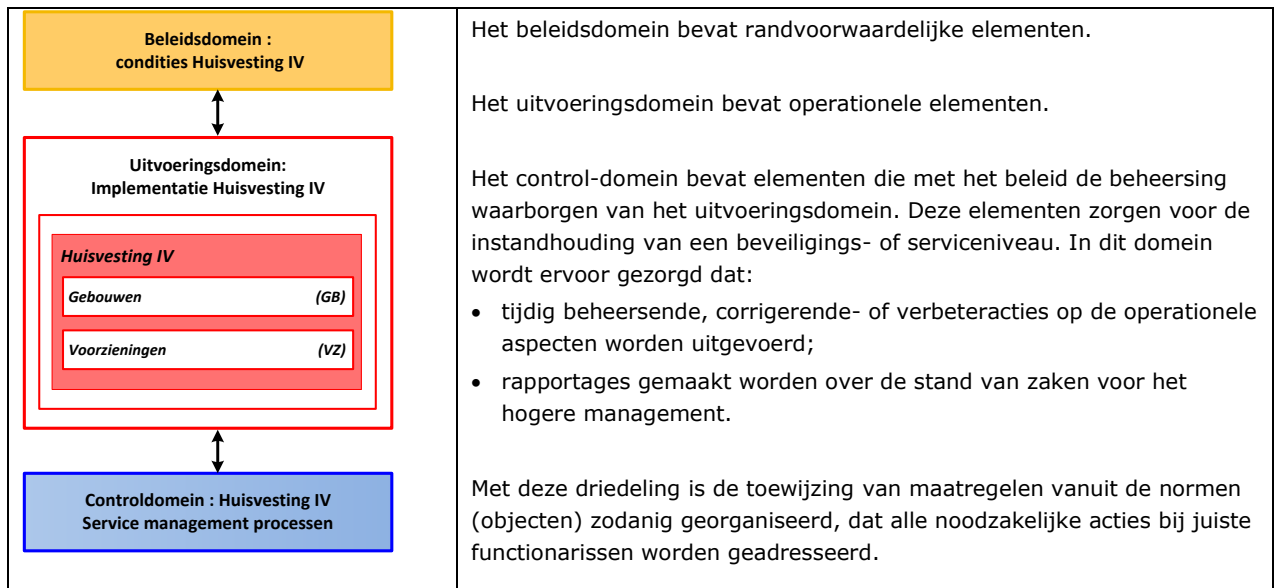 Beleidsdomein :
condities Huisvesting IV
Uitvoeringsdomein:
Implementatie Huisvesting IV
Huisvesting IV
Gebouwen (GB)
Voorzieningen (VZ)
Controldomein : Huisvesting IV
Service management processen
Het beleidsdomein bevat randvoorwaardelijke elementen.
Het uitvoeringsdomein bevat operationele elementen.
Het control-domein bevat elementen die met het beleid de beheersing
waarborgen van het uitvoeringsdomein. Deze elementen zorgen voor de
instandhouding van een beveiligings- of serviceniveau. In dit domein
wordt ervoor gezorgd dat:
• tijdig beheersende, corrigerende- of verbeteracties op de operationele
aspecten worden uitgevoerd;
• rapportages gemaakt worden over de stand van zaken voor het
hogere management.
Met deze driedeling is de toewijzing van maatregelen vanuit de normen
(objecten) zodanig georganiseerd, dat alle noodzakelijke acties bij juiste
functionarissen worden geadresseerd.